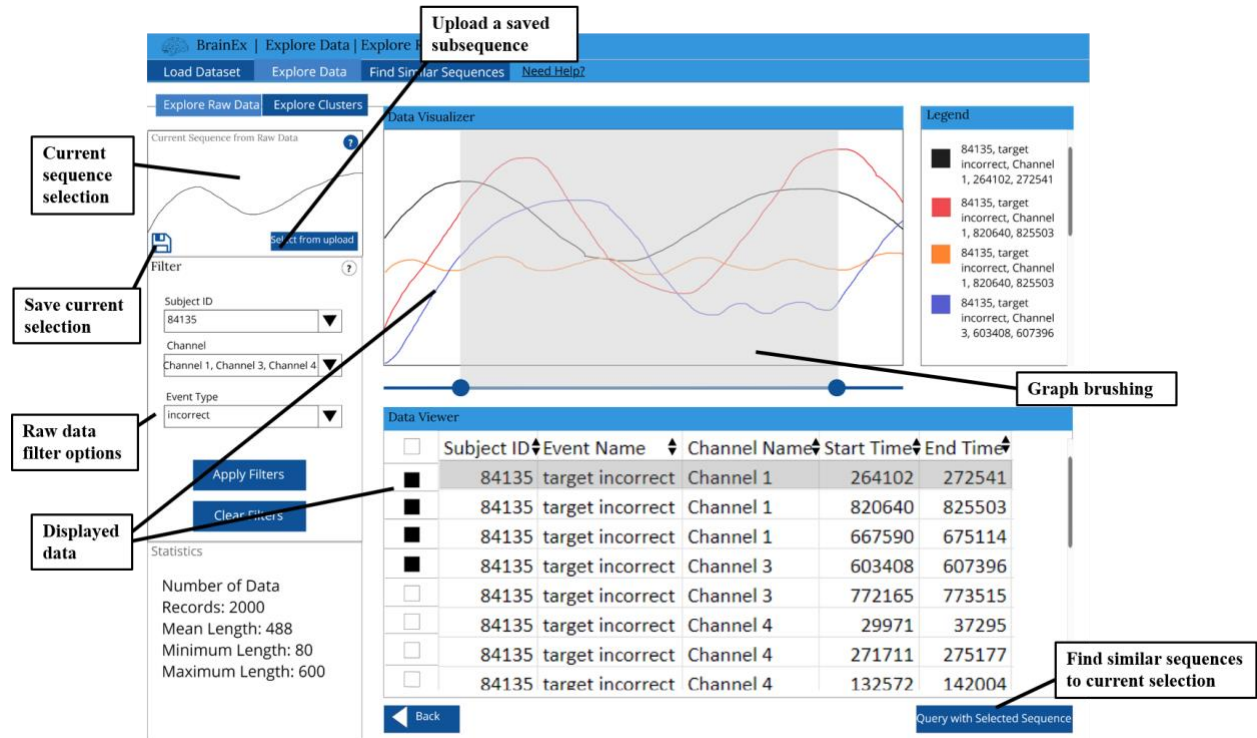 Upload a saved
subsequence
BrainEx | Explore Data | Explore R
Load Dataset Explore Data Find Similar Sequences Need Help?
Explore Raw Data Explore Clusters
Current Sequence from Raw Data ?
Current
sequence
selection
Select from upload
Save current
selection
Filter ?
Subject ID
84135
Channel
Channel 1, Channel 3, Channel 4
Event Type
incorrect
Raw data
filter options
Apply Filters
Clear Filters
Displayed
data
Statistics
Number of Data
Records: 2000
Mean Length: 488
Minimum Length: 80
Maximum Length: 600
Data Visualizer
Legend
84135, target
incorrect, Channel
1, 264102, 272541
84135, target
incorrect, Channel
1, 820640, 825503
84135, target
incorrect, Channel
1, 820640, 825503
84135, target
incorrect, Channel
3, 603408, 607396
Graph brushing
Data Viewer
Subject ID Event Name Channel Name Start Time End Time
84135 target incorrect Channel 1 264102 272541
84135 target incorrect Channel 1 820640 825503
84135 target incorrect Channel 1 667590 675114
84135 target incorrect Channel 3 603408 607396
84135 target incorrect Channel 3 772165 773515
84135 target incorrect Channel 4 29971 37295
84135 target incorrect Channel 4 271711 275177
84135 target incorrect Channel 4 132572 142004
Find similar sequences
to current selection
Back
Query with Selected Sequence